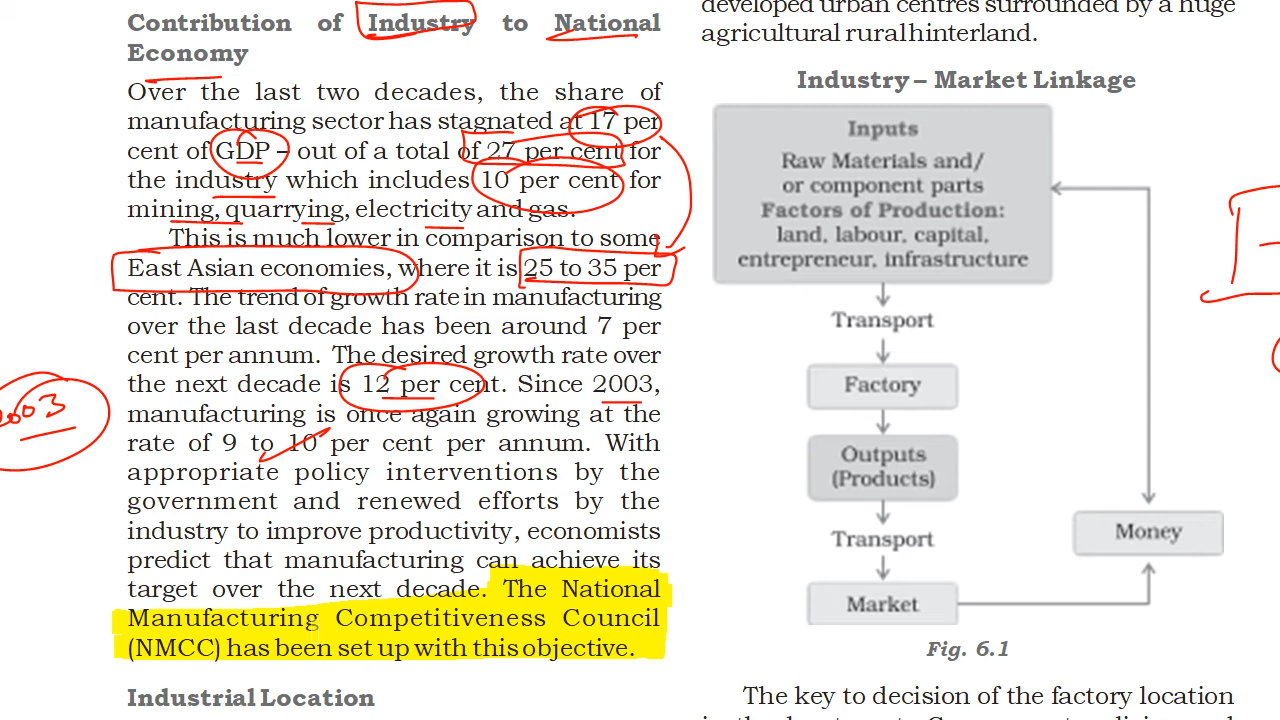 Contribution of Industry to National
Economy
Over the last two decades, the share of
manufacturing sector has stagnated at 17 per
cent of GDP – out of a total of 27 per cent for
the industry which includes 10 per cent for
mining, quarrying, electricity and gas.
This is much lower in comparison to some
East Asian economies, where it is 25 to 35 per
cent. The trend of growth rate in manufacturing
over the last decade has been around 7 per
cent per annum. The desired growth rate over
the next decade is 12 per cent. Since 2003,
manufacturing is once again growing at the
rate of 9 to 10 per cent per annum. With
appropriate policy interventions by the
government and renewed efforts by the
industry to improve productivity, economists
predict that manufacturing can achieve its
target over the next decade. The National
Manufacturing Competitiveness Council
(NMCC) has been set up with this objective.
Industrial Location
2003
developed urban centres surrounded by a huge
agricultural rural hinterland.
Industry – Market Linkage
Inputs
Raw Materials and/
or component parts
Factors of Production:
land, labour, capital,
entrepreneur, infrastructure
Transport
Factory
Outputs
(Products)
Transport
Market
Money
Fig. 6.1
The key to decision of the factory location